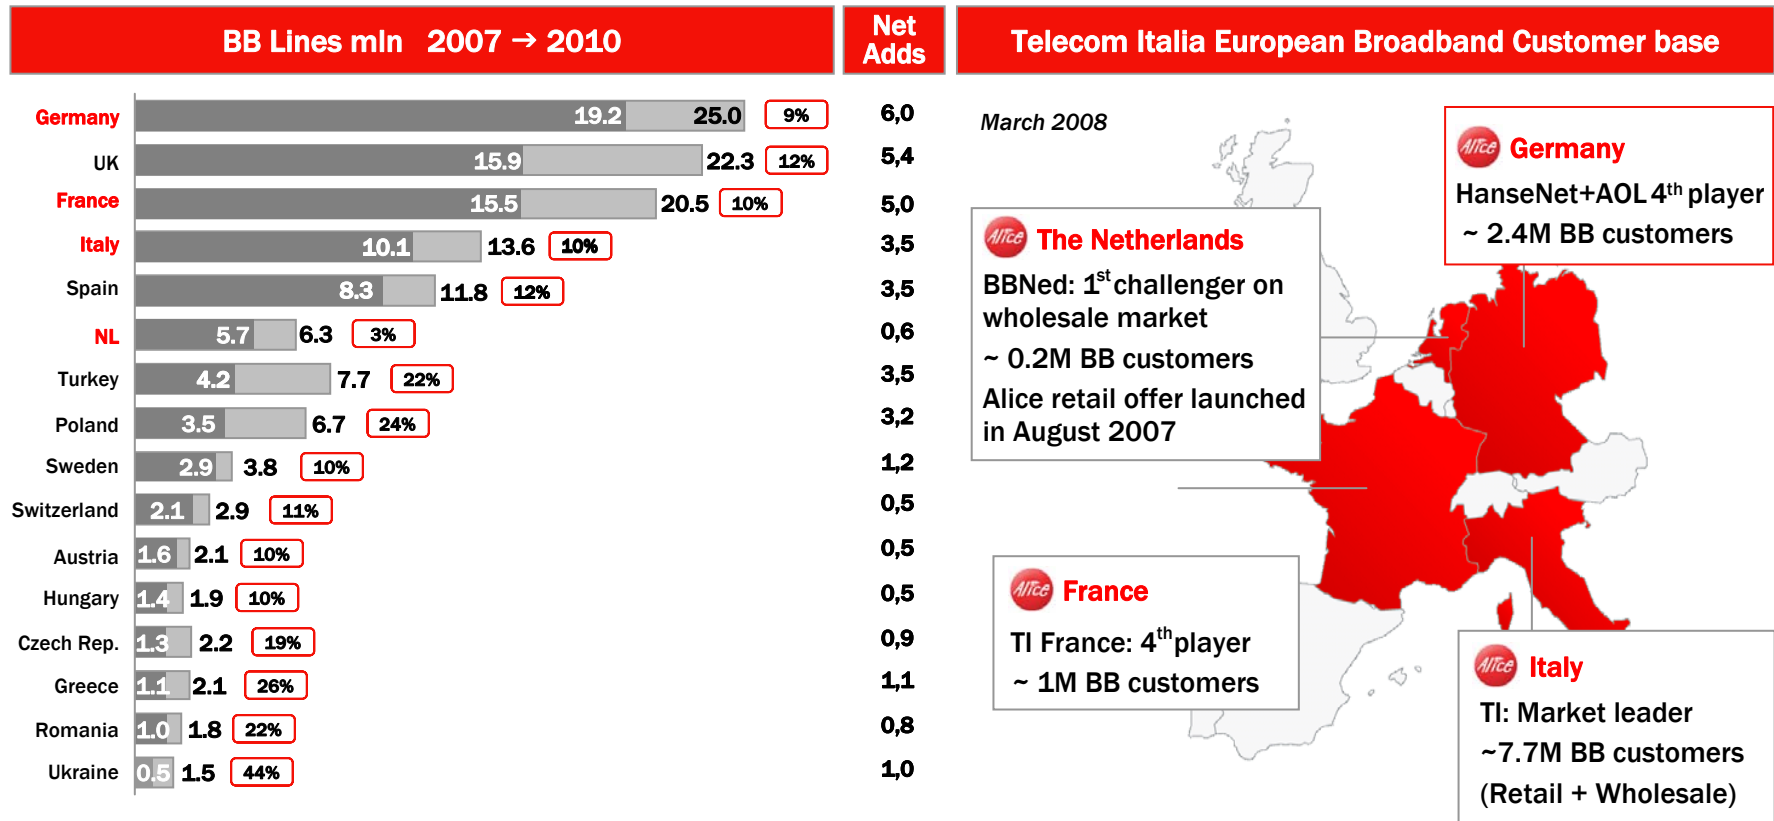 BB Lines mln 2007 → 2010
Net
Adds
Telecom Italia European Broadband Customer base
Germany 19.2 25.0 9% 6,0
UK 15.9 22.3 12% 5,4
France 15.5 20.5 10% 5,0
Italy 10.1 13.6 10% 3,5
Spain 8.3 11.8 12% 3,5
NL 5.7 6.3 3% 0,6
Turkey 4.2 7.7 22% 3,5
Poland 3.5 6.7 24% 3,2
Sweden 2.9 3.8 10% 1,2
Switzerland 2.1 2.9 11% 0,5
Austria 1.6 2.1 10% 0,5
Hungary 1.4 1.9 10% 0,5
Czech Rep. 1.3 2.2 19% 0,9
Greece 1.1 2.1 26% 1,1
Romania 1.0 1.8 22% 0,8
Ukraine 0.5 1.5 44% 1,0
March 2008
Alice Germany
HanseNet+AOL 4th player
~ 2.4M BB customers
Alice The Netherlands
BBNed: 1st challenger on
wholesale market
~ 0.2M BB customers
Alice retail offer launched
in August 2007
Alice France
TI France: 4th player
~ 1M BB customers
Alice Italy
TI: Market leader
~7.7M BB customers
(Retail + Wholesale)